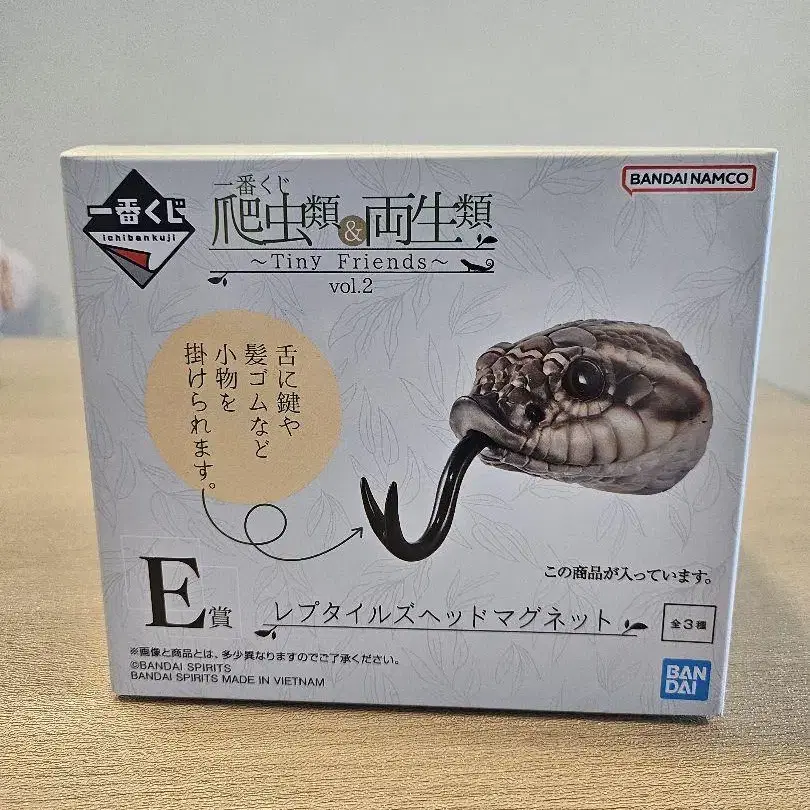 一番くじ
ichibankuji
一番くじ
爬虫類&両生類
～Tiny Friends～
vol.2
BANDAI NAMCO
舌に鍵や
髪ゴムなど
小物を
掛けられます。
この商品が入っています。
E賞
レプタイルズヘッドマグネット
全3種
※画像と商品とは、多少異なりますのでご了承ください。
©BANDAI SPIRITS
BANDAI SPIRITS MADE IN VIETNAM
BAN
DAI